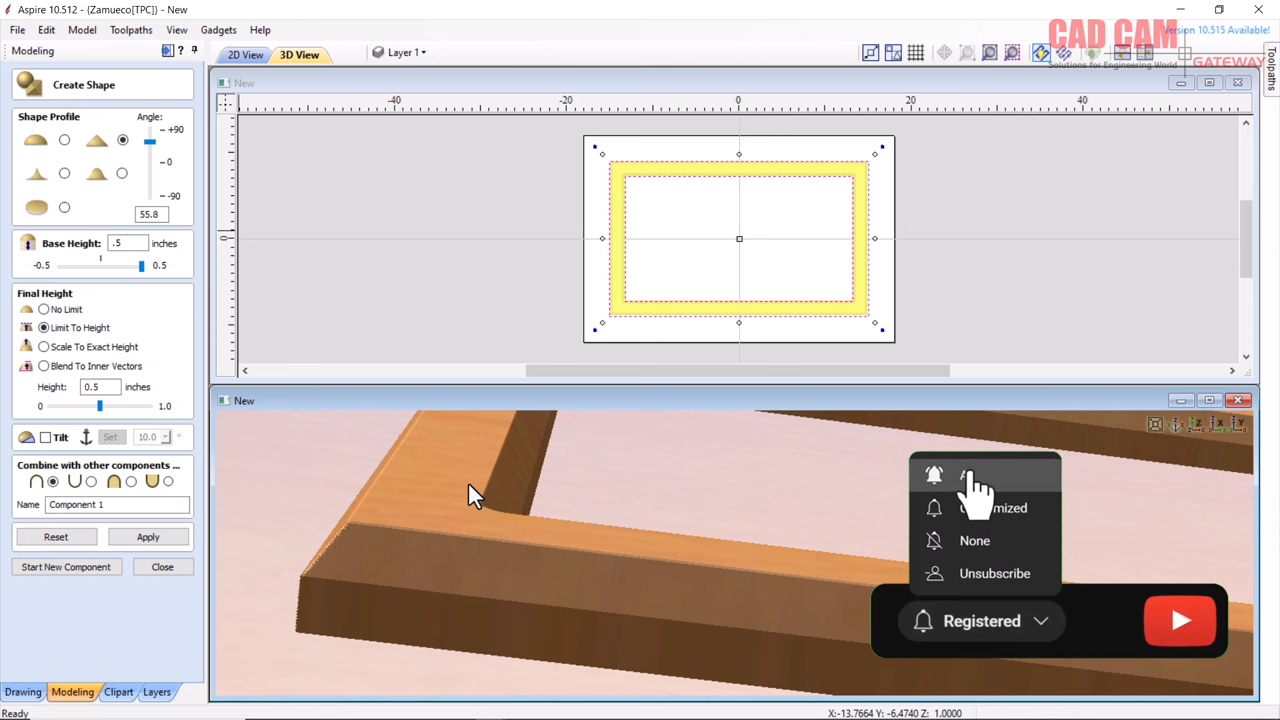 Aspire 10.512 - {Zamueco[TPC]} - New
File Edit Model Toolpaths View Gadgets Help
Version 10.515 Available!
CAD CAM
Solutions for Engineering World
GATEWAY
Modeling
?
2D View 3D View Layer 1
Toolpaths
Create Shape
New
-40 -20 0 20 40
0
Shape Profile Angle:
+90
0
-90
55.8
Base Height: .5 inches
-0.5 0.5
Final Height
No Limit
Limit To Height
Scale To Exact Height
Blend To Inner Vectors
Height: 0.5 inches
0 1.0
New
Z X Y
Tilt Set 10.0 °
Combine with other components ...
Name Component 1
Reset Apply
Start New Component Close
None
Unsubscribe
Registered
Drawing Modeling Clipart Layers
Ready
X:-13.7664 Y: -6.4740 Z: 1.0000